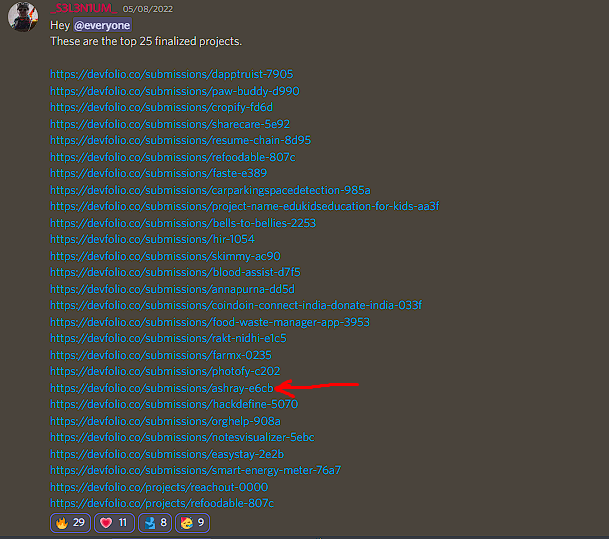 _S3L3N1UM_ 05/08/2022
Hey @everyone
These are the top 25 finalized projects.
https://devfolio.co/submissions/dapptruist-7905
https://devfolio.co/submissions/paw-buddy-d990
https://devfolio.co/submissions/cropify-fd6d
https://devfolio.co/submissions/sharecare-5e92
https://devfolio.co/submissions/resume-chain-8d95
https://devfolio.co/submissions/refoodable-807c
https://devfolio.co/submissions/faste-e389
https://devfolio.co/submissions/carparkingspacedetection-985a
https://devfolio.co/submissions/project-name-edukidseducation-for-kids-aa3f
https://devfolio.co/submissions/bells-to-bellies-2253
https://devfolio.co/submissions/hir-1054
https://devfolio.co/submissions/skimmy-ac90
https://devfolio.co/submissions/blood-assist-d7f5
https://devfolio.co/submissions/annapurna-dd5d
https://devfolio.co/submissions/coindoin-connect-india-donate-india-033f
https://devfolio.co/submissions/food-waste-manager-app-3953
https://devfolio.co/submissions/rakt-nidhi-e1c5
https://devfolio.co/submissions/farmx-0235
https://devfolio.co/submissions/photofy-c202
https://devfolio.co/submissions/ashray-e6cb
https://devfolio.co/submissions/hackdefine-5070
https://devfolio.co/submissions/orghelp-908a
https://devfolio.co/submissions/notesvisualizer-5ebc
https://devfolio.co/submissions/easystay-2e2b
https://devfolio.co/submissions/smart-energy-meter-76a7
https://devfolio.co/projects/reachout-0000
https://devfolio.co/projects/refoodable-807c
29 11 8 9